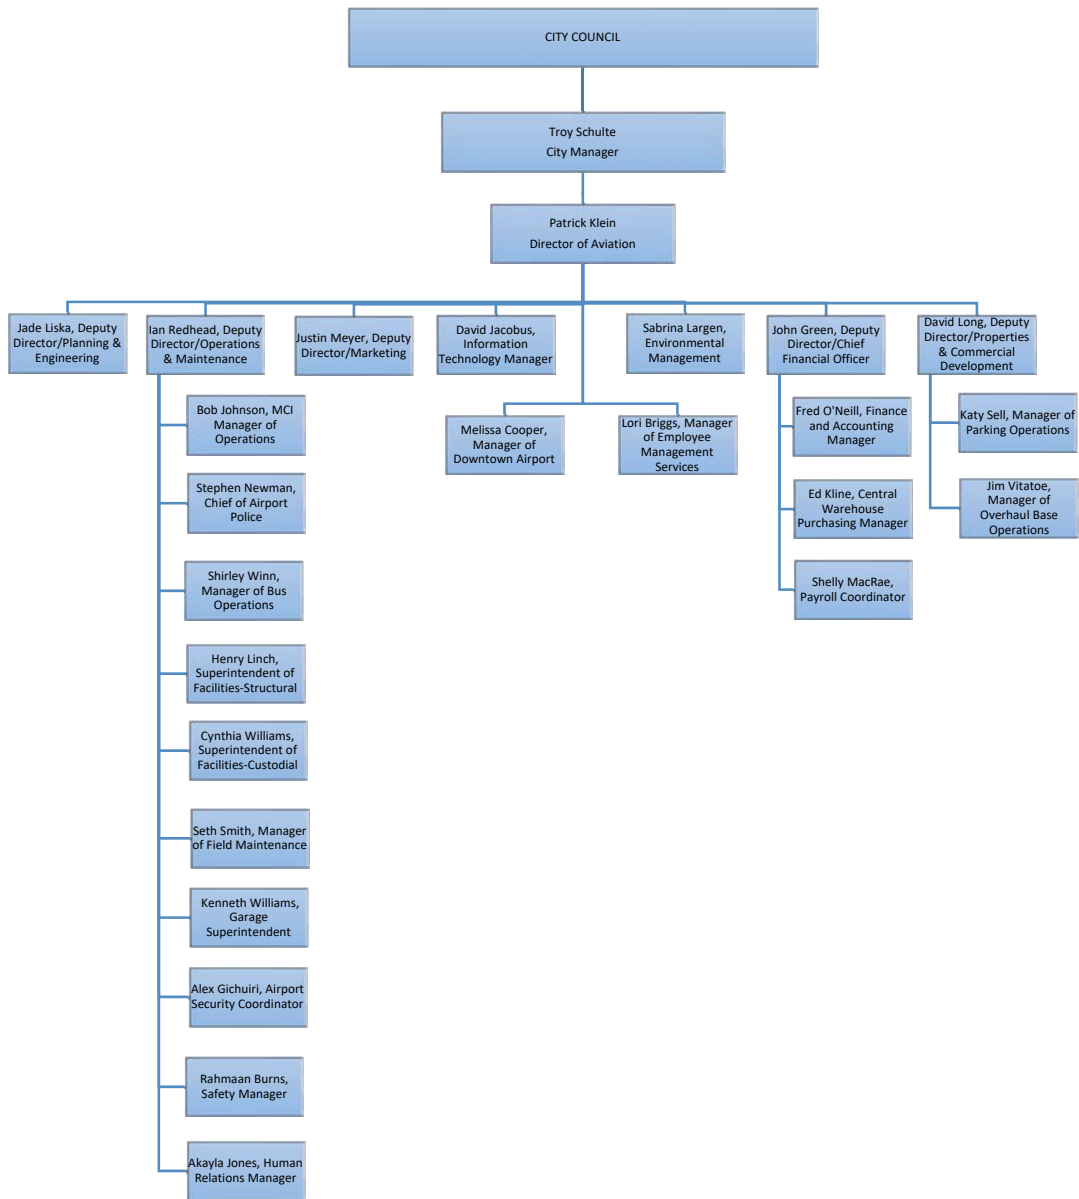 CITY COUNCIL
Troy Schulte
City Manager
Patrick Klein
Director of Aviation
Jade Liska, Deputy
Director/Planning &
Engineering
Ian Redhead, Deputy
Director/Operations
& Maintenance
Justin Meyer, Deputy
Director/Marketing
David Jacobus,
Information
Technology Manager
Sabrina Largen,
Environmental
Management
John Green, Deputy
Director/Chief
Financial Officer
David Long, Deputy
Director/Properties
& Commercial
Development
Bob Johnson, MCI
Manager of
Operations
Stephen Newman,
Chief of Airport
Police
Shirley Winn,
Manager of Bus
Operations
Henry Linch,
Superintendent of
Facilities-Structural
Cynthia Williams,
Superintendent of
Facilities-Custodial
Seth Smith, Manager
of Field Maintenance
Kenneth Williams,
Garage
Superintendent
Alex Gichuiri, Airport
Security Coordinator
Rahmaan Burns,
Safety Manager
Akayla Jones, Human
Relations Manager
Melissa Cooper,
Manager of
Downtown Airport
Lori Briggs, Manager
of Employee
Management
Services
Fred O'Neill, Finance
and Accounting
Manager
Ed Kline, Central
Warehouse
Purchasing Manager
Shelly MacRae,
Payroll Coordinator
Katy Sell, Manager of
Parking Operations
Jim Vitatoe,
Manager of
Overhaul Base
Operations